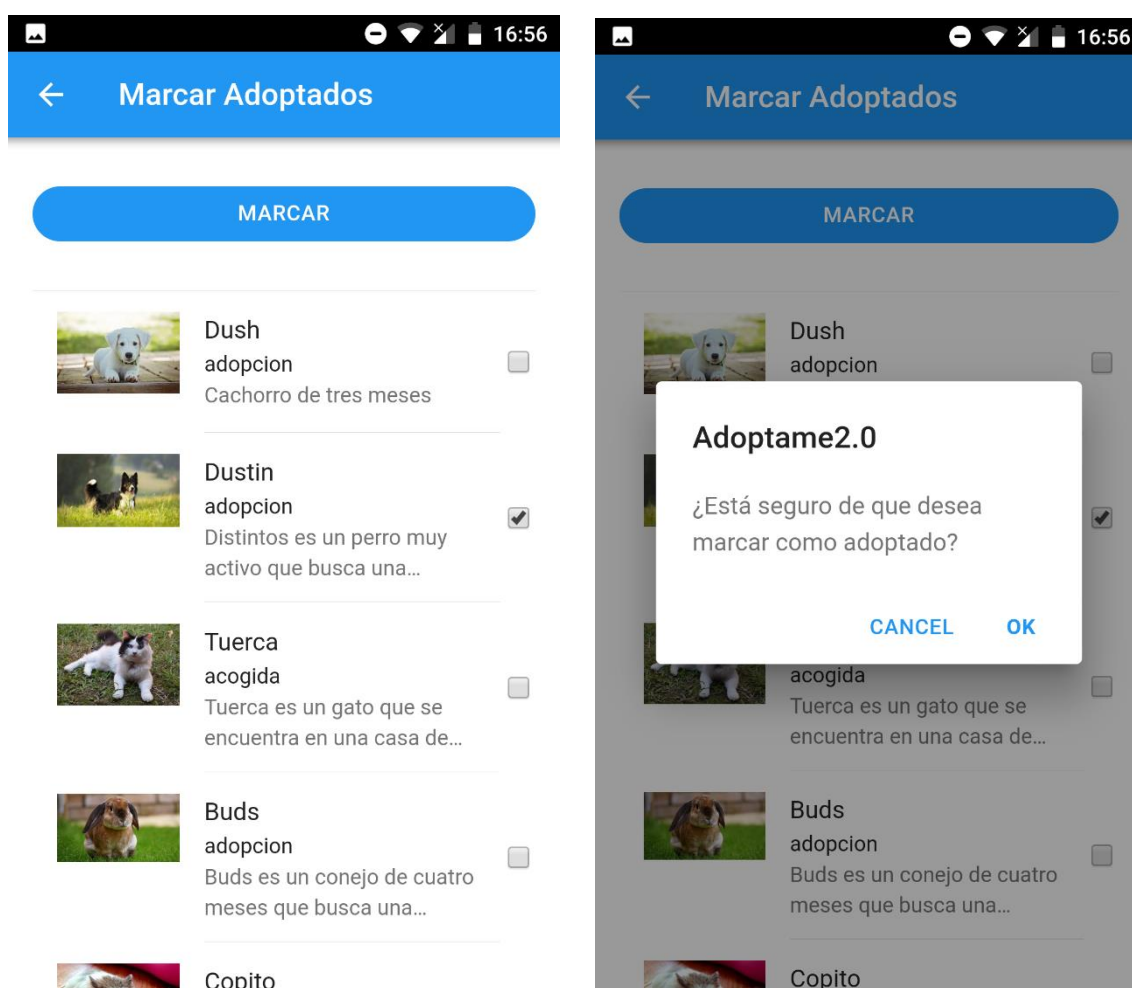 16:56
Marcar Adoptados
MARCAR
Dush
adopcion
Cachorro de tres meses
Dustin
adopcion
Distintos es un perro muy
activo que busca una...
Tuerca
acogida
Tuerca es un gato que se
encuentra en una casa de...
Buds
adopcion
Buds es un conejo de cuatro
meses que busca una...
Copito
16:56
Marcar Adoptados
MARCAR
Dush
adopcion
Adoptame2.0
¿Está seguro de que desea
marcar como adoptado?
CANCEL OK
acogida
Tuerca es un gato que se
encuentra en una casa de...
Buds
adopcion
Buds es un conejo de cuatro
meses que busca una...
Copito